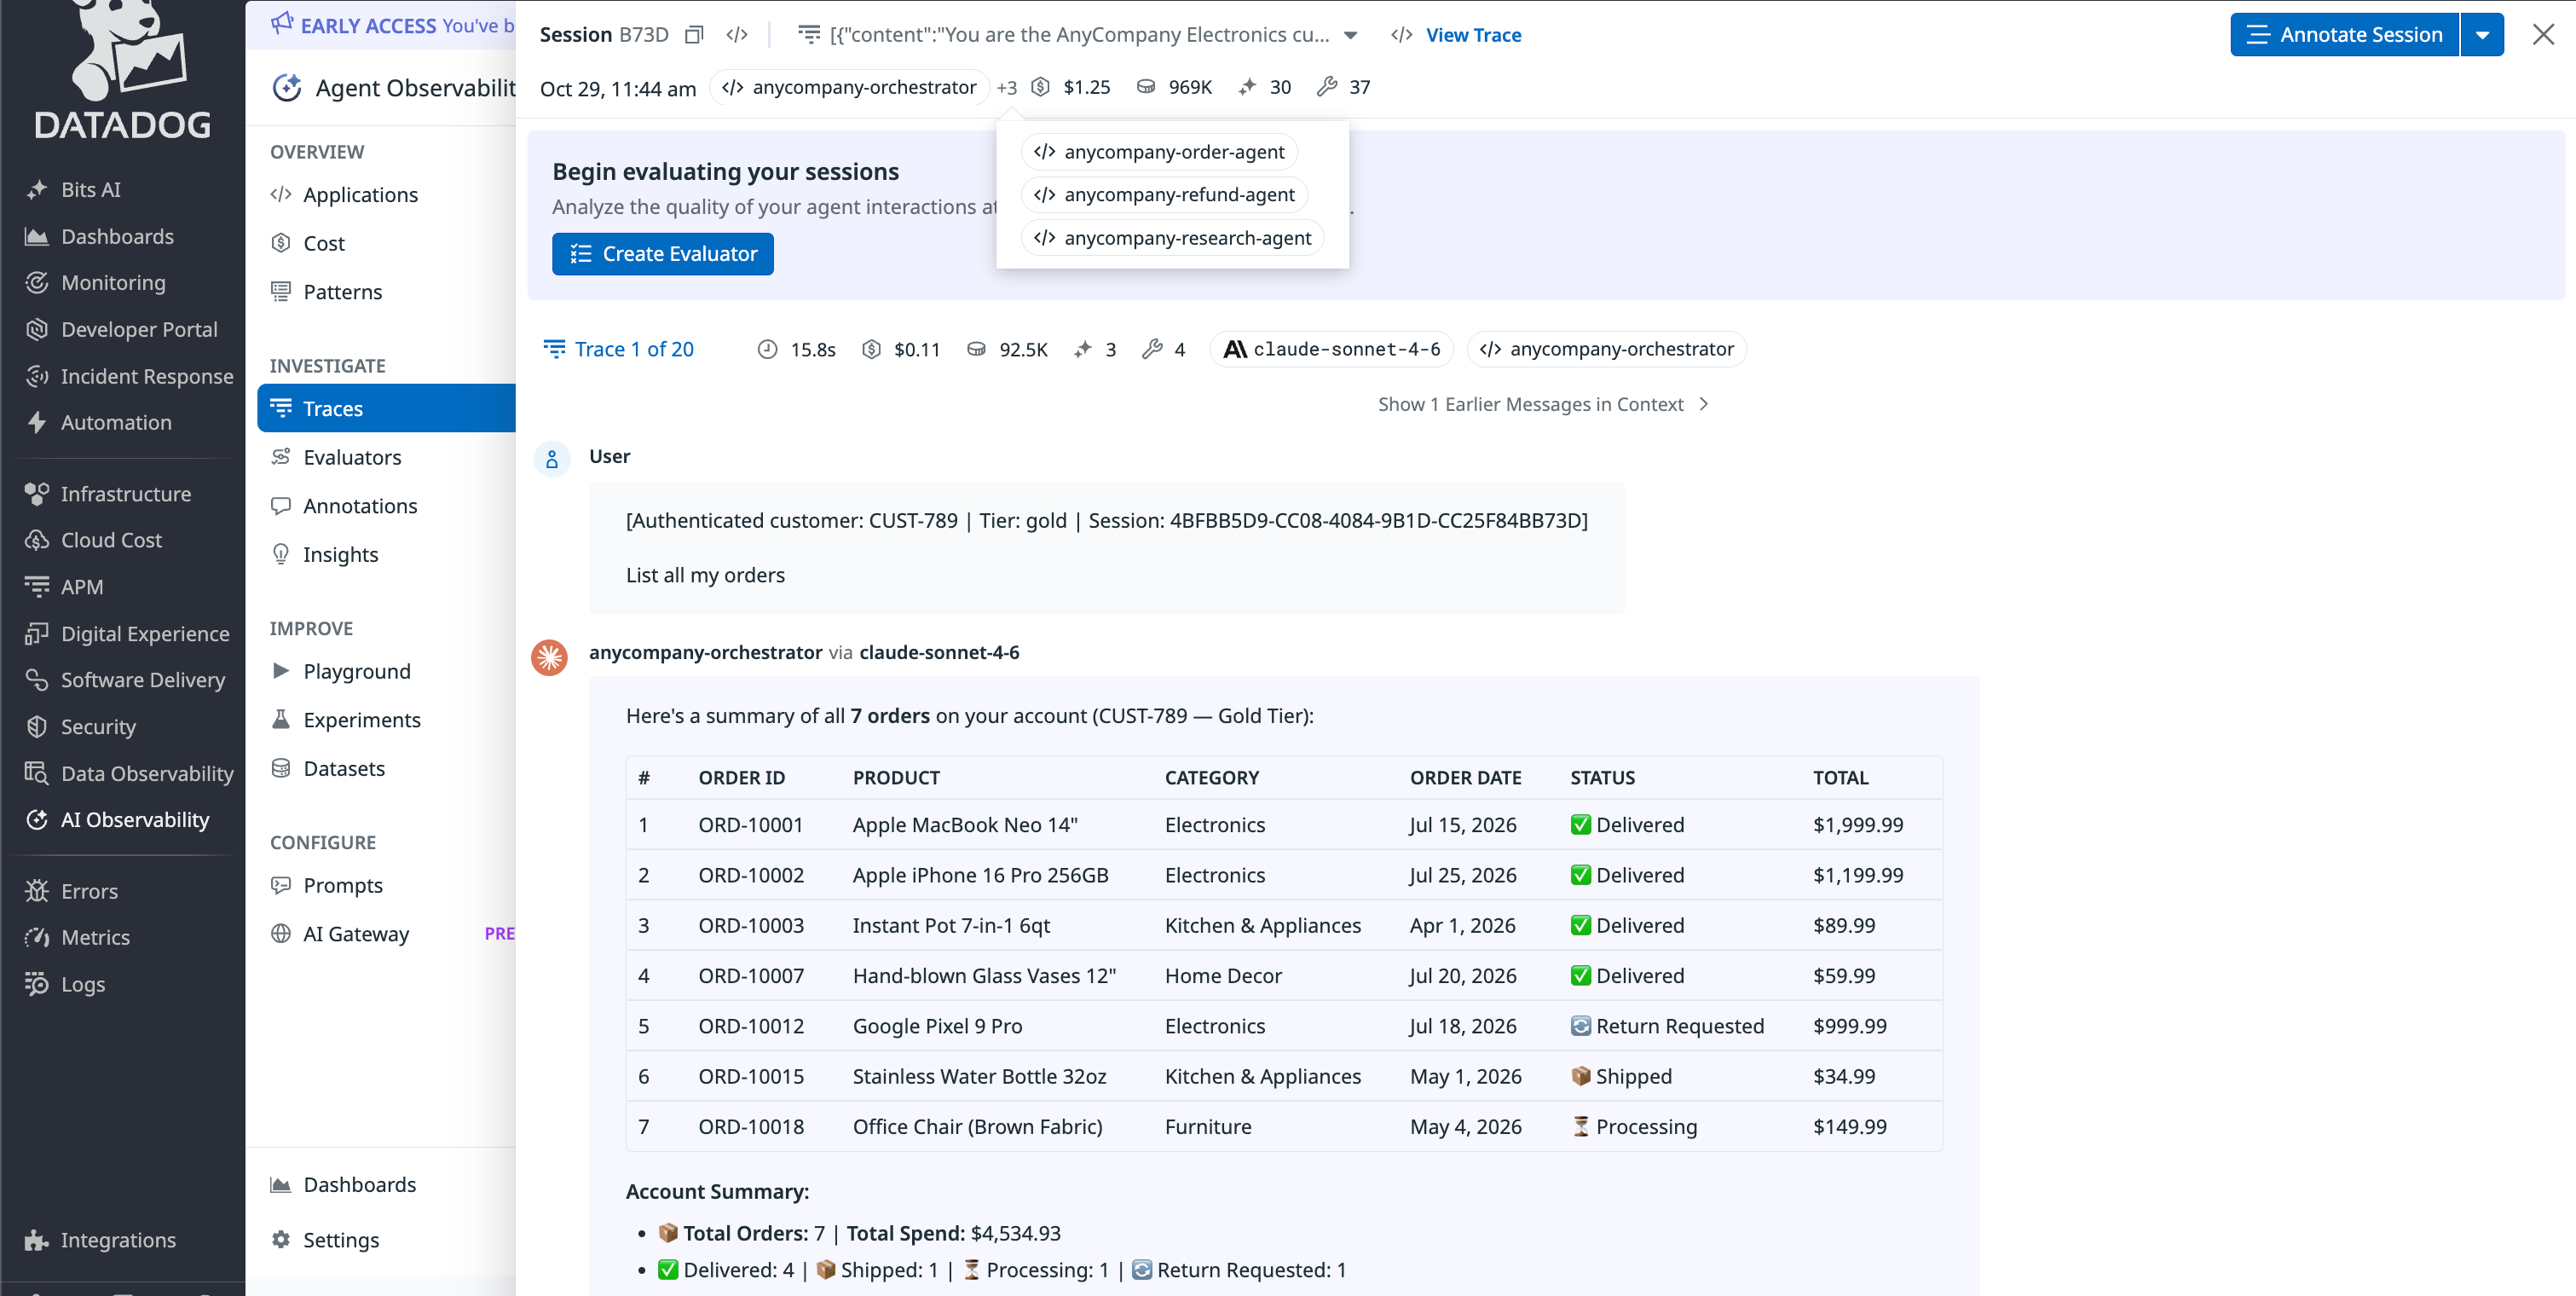 DATADOG
Bits AI
Dashboards
Monitoring
Developer Portal
Incident Response
Automation
Infrastructure
Cloud Cost
APM
Digital Experience
Software Delivery
Security
Data Observability
AI Observability
Errors
Metrics
Logs
Integrations
EARLY ACCESS You've b
Agent Observabilit
OVERVIEW
Applications
Cost
Patterns
INVESTIGATE
Traces
Evaluators
Annotations
Insights
IMPROVE
Playground
Experiments
Datasets
CONFIGURE
Prompts
AI Gateway PRE
Dashboards
Settings
Session B73D [{"content":"You are the AnyCompany Electronics cu... View Trace Annotate Session
Oct 29, 11:44 am anycompany-orchestrator +3 $1.25 969K 30 37
anycompany-order-agent
anycompany-refund-agent
anycompany-research-agent
Begin evaluating your sessions
Analyze the quality of your agent interactions at .
Create Evaluator
Trace 1 of 20 15.8s $0.11 92.5K 3 4 claude-sonnet-4-6 anycompany-orchestrator
Show 1 Earlier Messages in Context
User
[Authenticated customer: CUST-789 | Tier: gold | Session: 4BFBB5D9-CC08-4084-9B1D-CC25F84BB73D]
List all my orders
anycompany-orchestrator via claude-sonnet-4-6
Here's a summary of all 7 orders on your account (CUST-789 — Gold Tier):
# ORDER ID PRODUCT CATEGORY ORDER DATE STATUS TOTAL
1 ORD-10001 Apple MacBook Neo 14" Electronics Jul 15, 2026 ✅ Delivered $1,999.99
2 ORD-10002 Apple iPhone 16 Pro 256GB Electronics Jul 25, 2026 ✅ Delivered $1,199.99
3 ORD-10003 Instant Pot 7-in-1 6qt Kitchen & Appliances Apr 1, 2026 ✅ Delivered $89.99
4 ORD-10007 Hand-blown Glass Vases 12" Home Decor Jul 20, 2026 ✅ Delivered $59.99
5 ORD-10012 Google Pixel 9 Pro Electronics Jul 18, 2026 🔄 Return Requested $999.99
6 ORD-10015 Stainless Water Bottle 32oz Kitchen & Appliances May 1, 2026 📦 Shipped $34.99
7 ORD-10018 Office Chair (Brown Fabric) Furniture May 4, 2026 ⏳ Processing $149.99
Account Summary:
• 📦 Total Orders: 7 | Total Spend: $4,534.93
• ✅ Delivered: 4 | 📦 Shipped: 1 | ⏳ Processing: 1 | 🔄 Return Requested: 1